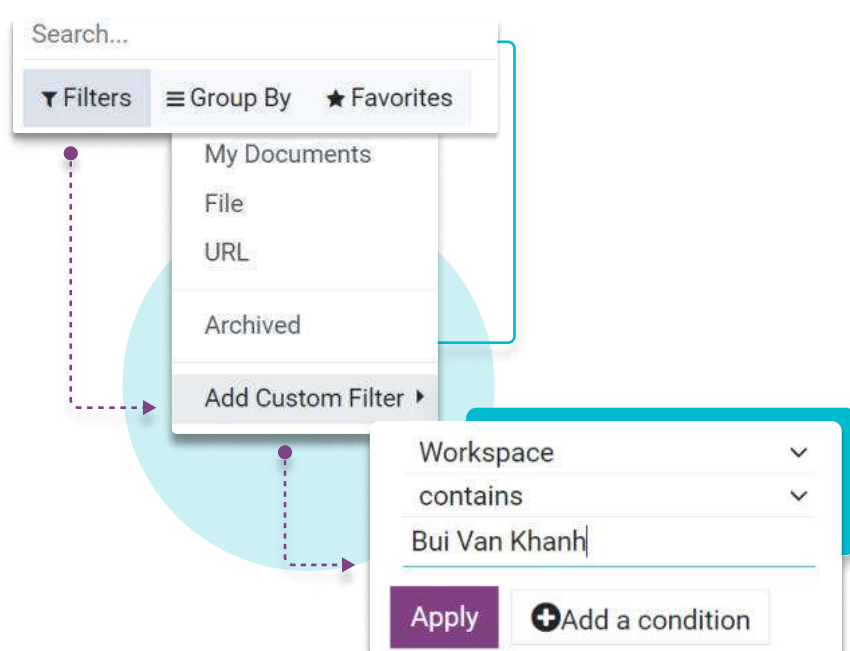 Search...
Filters Group By Favorites
My Documents
File
URL
Archived
Add Custom Filter
Workspace
contains
Bui Van Khanh
Apply Add a condition